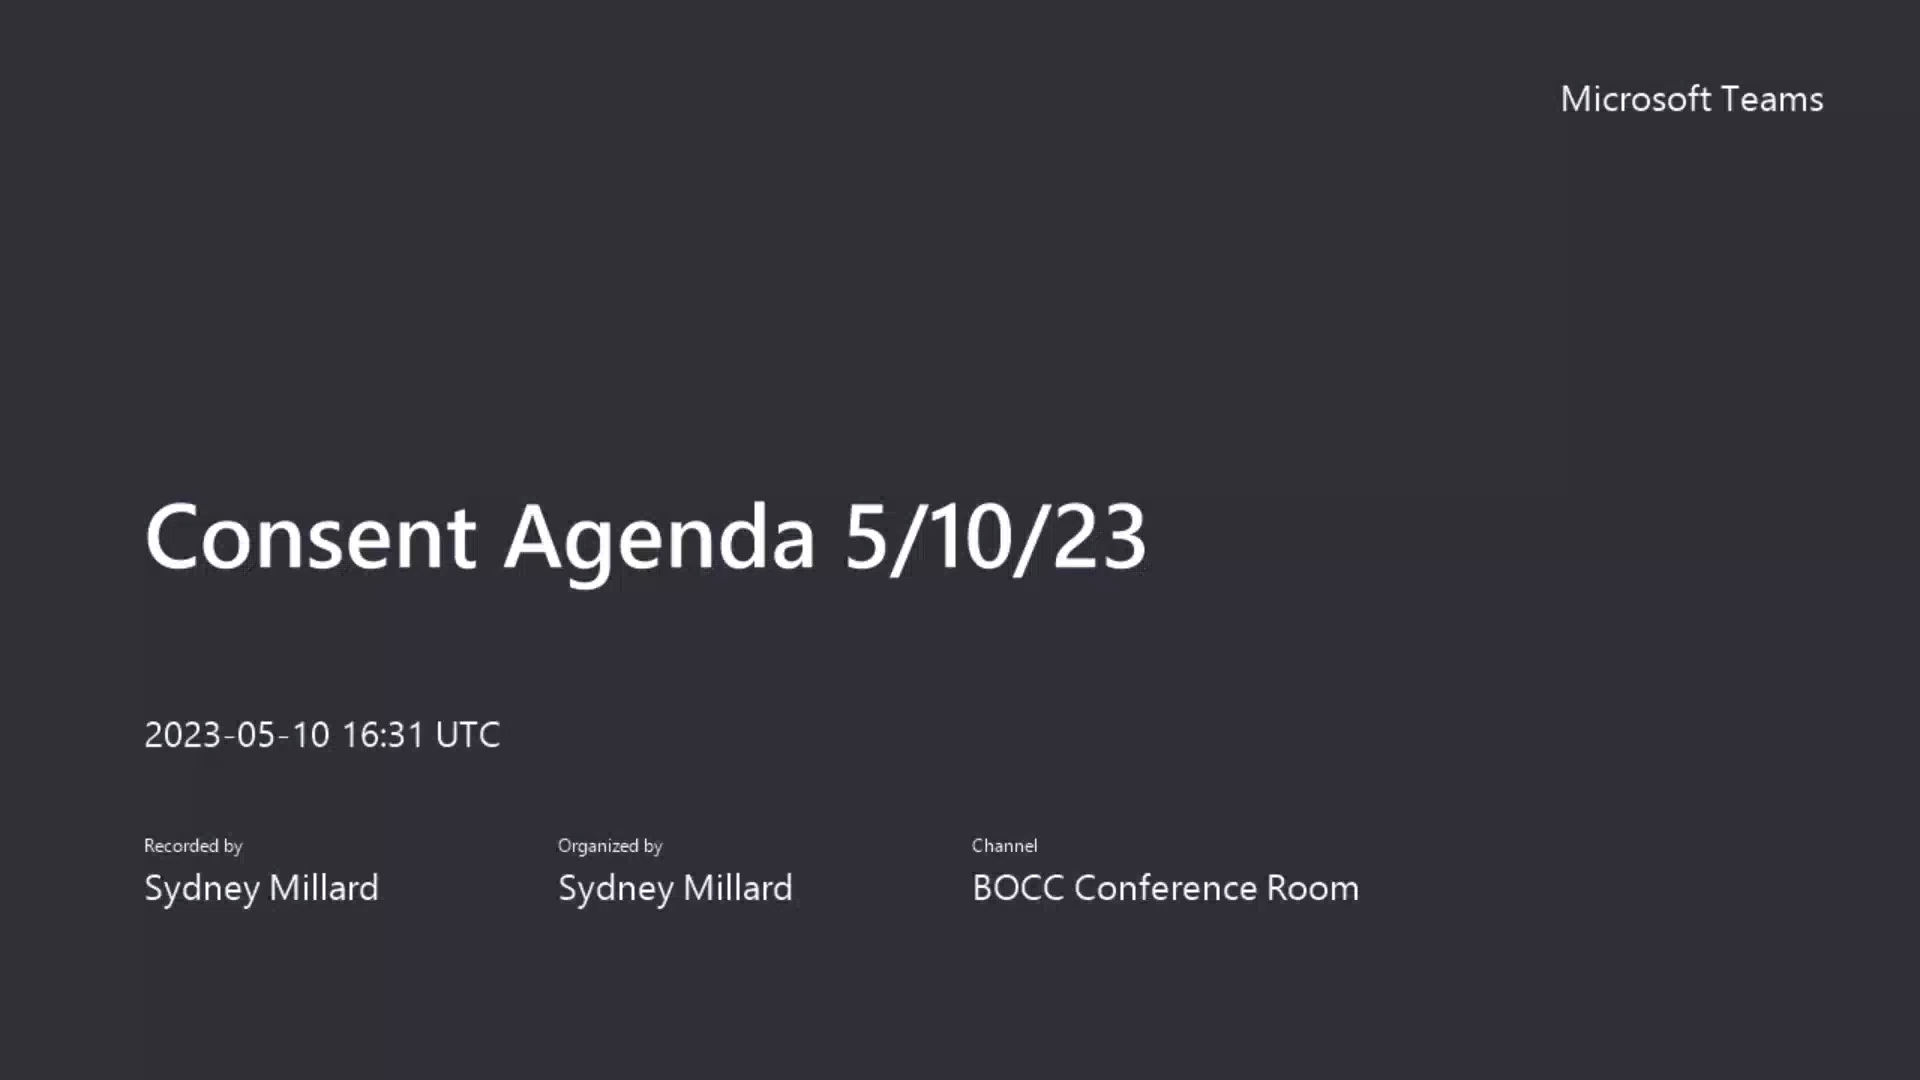 Microsoft Teams
Consent Agenda 5/10/23
2023-05-10 16:31 UTC
Recorded by
Sydney Millard
Organized by
Sydney Millard
Channel
BOCC Conference Room